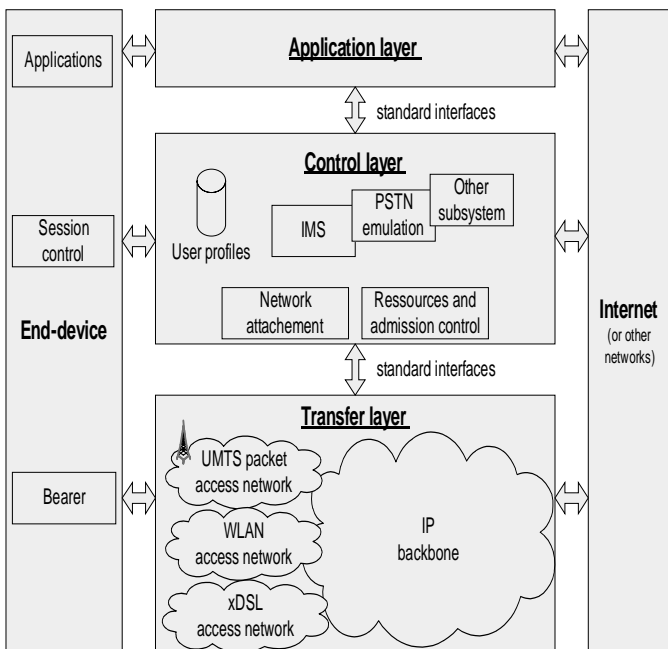 Applications
Application layer
standard interfaces
Control layer
User profiles
IMS
PSTN
emulation
Other
subsystem
Session
control
Network
attachement
Ressources and
admission control
End-device
Internet
(or other
networks)
standard interfaces
Transfer layer
UMTS packet
access network
Bearer
WLAN
access network
IP
backbone
xDSL
access network